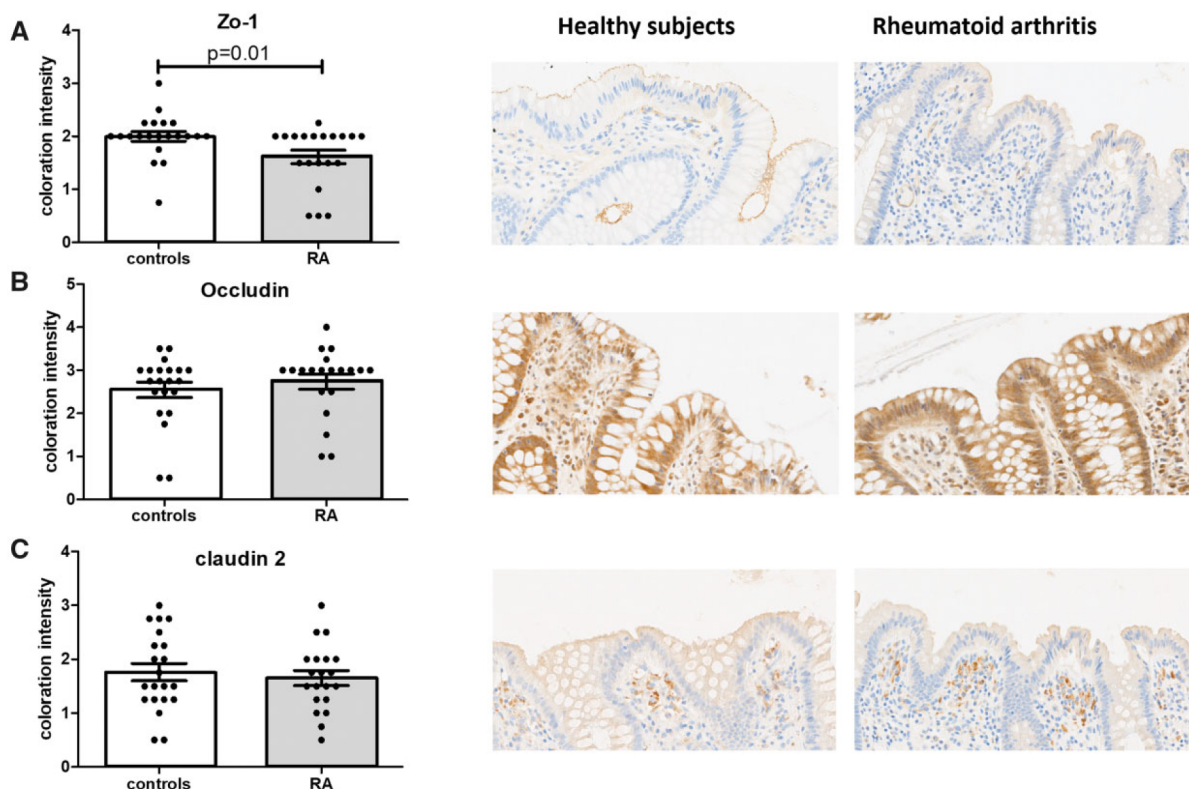 A
Zo-1
Healthy subjects
Rheumatoid arthritis
p=0.01
coloration intensity
4
3
2
1
0
controls
RA
B
Occludin
coloration intensity
5
4
3
2
1
0
controls
RA
C
claudin 2
coloration intensity
4
3
2
1
0
controls
RA